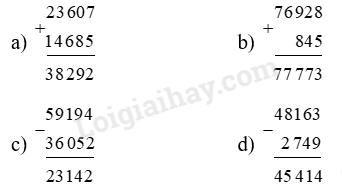 a) 23607 + 14685 38292
b) 76928 + 845 77773
Loigiaihay.com
c) 59194 − 36052 23142
d) 48163 − 2749 45414